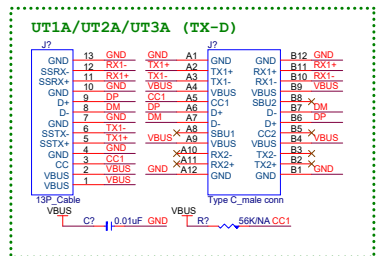 UT1A/UT2A/UT3A (TX-D)
J? J?
GND 13 GND GND A1 GND GND B12 GND
SSRX- 12 RX1- TX1+ A2 TX1+ RX1+ B11 RX1+
SSRX+ 11 RX1+ TX1- A3 TX1- RX1- B10 RX1-
GND 10 GND VBUS A4 VBUS VBUS B9 VBUS
D+ 9 DP CC1 A5 CC1 SBU2 B8
D- 8 DM DP A6 D+ D- B7 DM
GND 7 GND DM A7 D- D+ B6 DP
SSTX- 6 TX1- A8 SBU1 CC2 B5
SSTX+ 5 TX1+ VBUS A9 VBUS VBUS B4 VBUS
GND 4 GND A10 RX2- TX2- B3
CC 3 CC1 A11 RX2+ TX2+ B2
VBUS 2 VBUS GND A12 GND GND B1 GND
VBUS 1 VBUS
13P_Cable Type C_male conn
VBUS VBUS
C? 0.01uF GND R? 56K/NA CC1